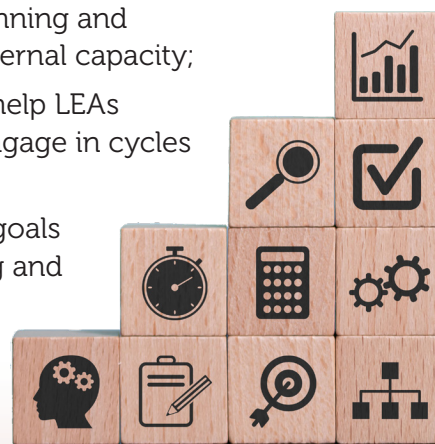 nning and
ernal capacity;
help LEAs
gage in cycles
goals
g and